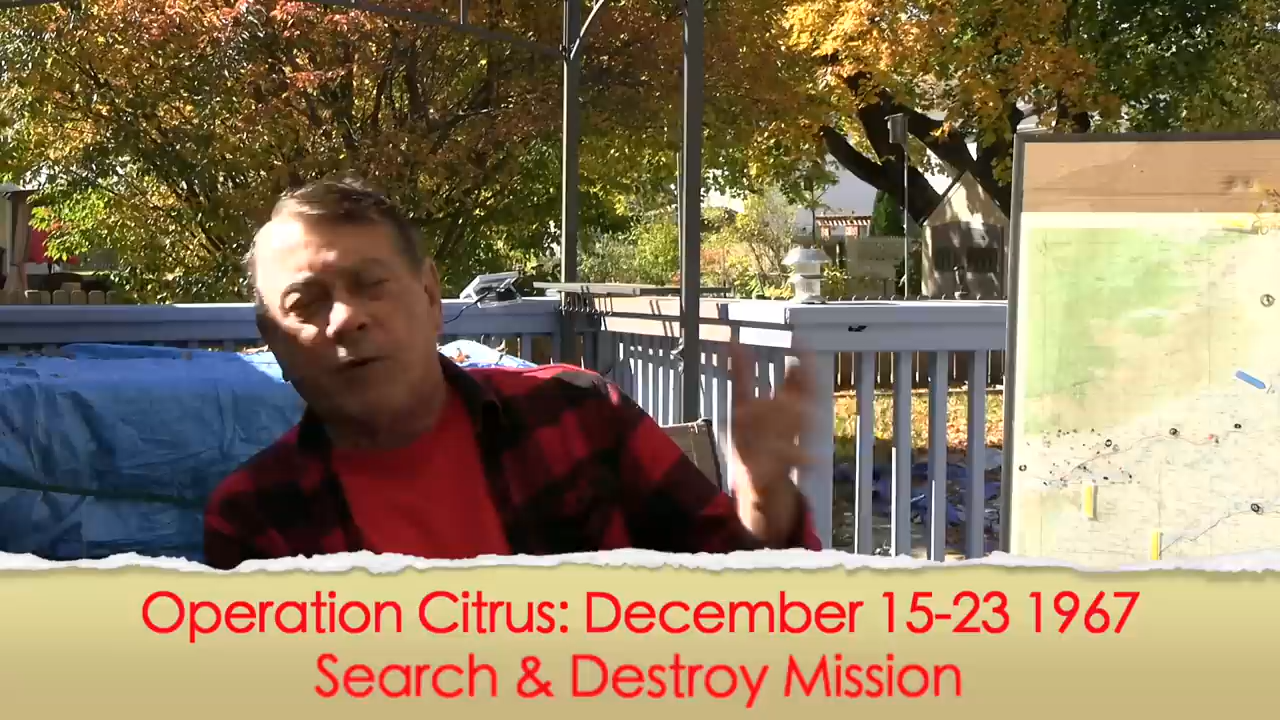 Operation Citrus: December 15-23 1967
Search & Destroy Mission